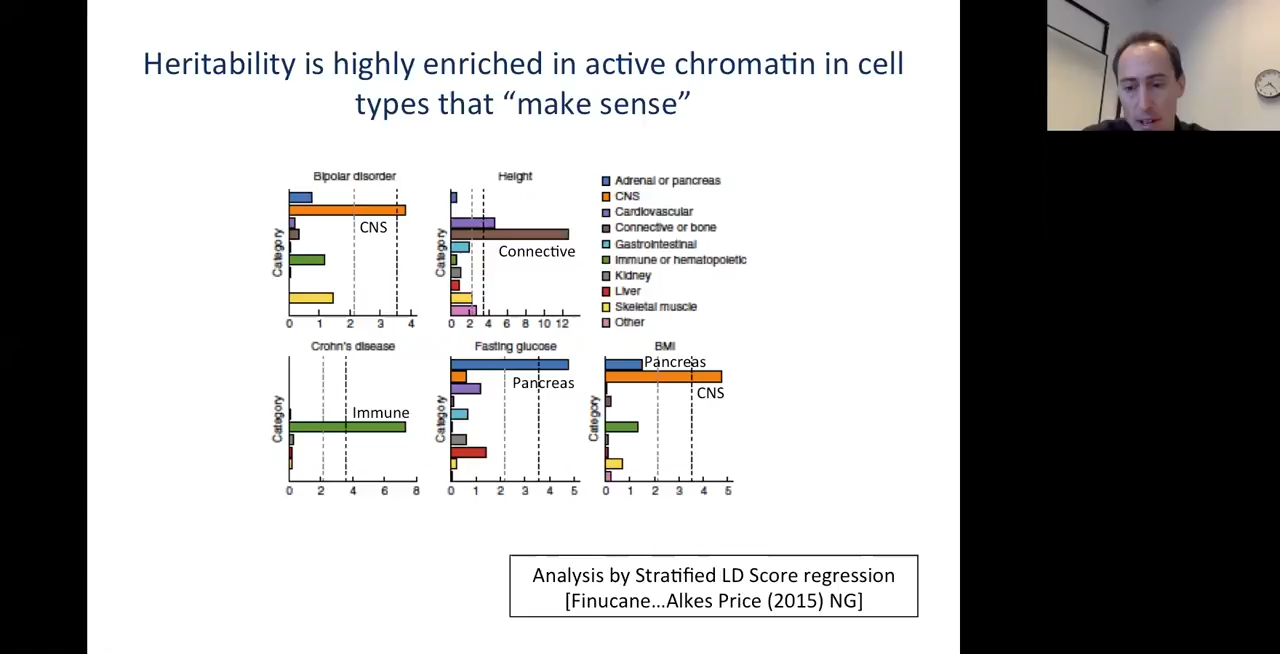 Heritability is highly enriched in active chromatin in cell
types that “make sense”
Bipolar disorder
Category
CNS
0 1 2 3 4
Height
Category
Connective
0 2 4 6 8 10 12
Adrenal or pancreas
CNS
Cardiovascular
Connective or bone
Gastrointestinal
Immune or hematopoietic
Kidney
Liver
Skeletal muscle
Other
Crohn's disease
Category
Immune
0 2 4 6 8
Fasting glucose
Category
Pancreas
0 1 2 3 4 5
BMI
Category
Pancreas
CNS
0 1 2 3 4 5
Analysis by Stratified LD Score regression
[Finucane…Alkes Price (2015) NG]